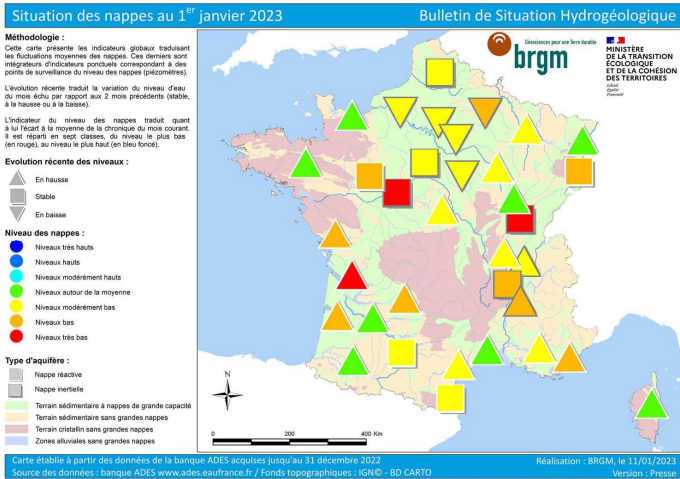 Situation des nappes au 1er janvier 2023
Bulletin de Situation Hydrogéologique
Méthodologie :
Cette carte présente les indicateurs globaux traduisant
les fluctuations moyennes des nappes. Ces derniers sont
intégrateurs d'indicateurs ponctuels correspondant à des
points de surveillance du niveau des nappes (piézomètres).
L'évolution récente traduit la variation du niveau d'eau
du mois échu par rapport aux 2 mois précédents (stable,
à la hausse ou à la baisse).
L'indicateur du niveau des nappes traduit quant
à lui l'écart à la moyenne de la chronique du mois courant.
Il est réparti en sept classes, du niveau le plus bas
(en rouge), au niveau le plus haut (en bleu foncé).
Evolution récente des niveaux :
En hausse
Stable
En baisse
Niveau des nappes :
Niveaux très hauts
Niveaux hauts
Niveaux modérément hauts
Niveaux autour de la moyenne
Niveaux modérément bas
Niveaux bas
Niveaux très bas
Type d'aquifère :
Nappe réactive
Nappe inertielle
Terrain sédimentaire à nappes de grande capacité
Terrain sédimentaire sans grandes nappes
Terrain cristallin sans grandes nappes
Zones alluviales sans grandes nappes
Géosciences pour une Terre durable
brgm
MINISTÈRE
DE LA TRANSITION
ÉCOLOGIQUE
ET DE LA COHÉSION
DES TERRITOIRES
Liberté
Égalité
Fraternité
N
0 200 400 Km
Carte établie à partir des données de la banque ADES acquises jusqu'au 31 décembre 2022
Source des données : banque ADES www.ades.eaufrance.fr / Fonds topographiques : IGN© - BD CARTO
Réalisation : BRGM, le 11/01/2023
Version : Presse